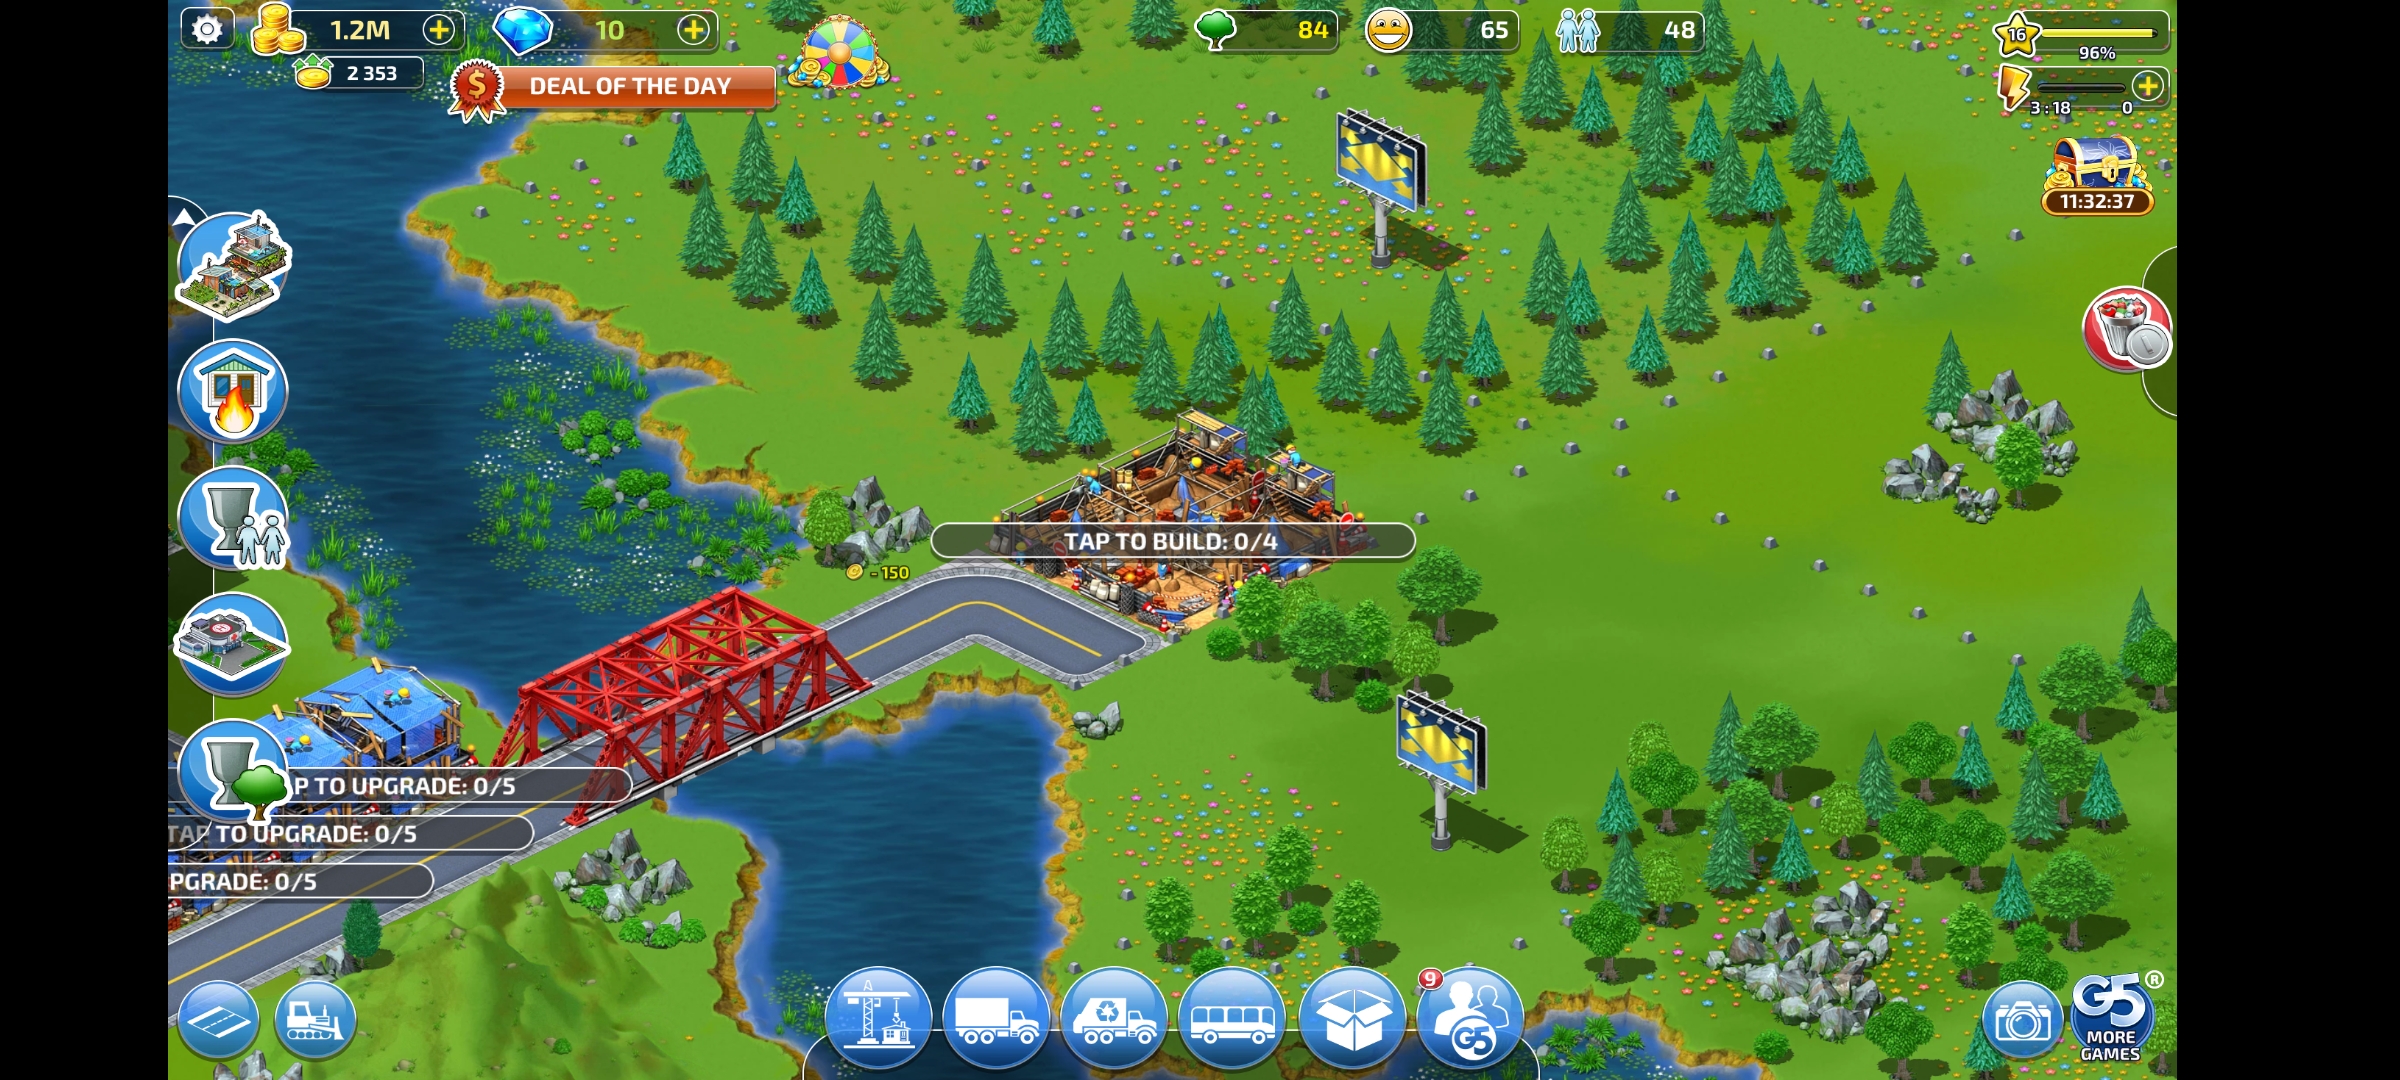 1.2M
10
84
65
48
16
96%
2 353
DEAL OF THE DAY
3:18
0
11:32:37
TAP TO BUILD: 0/4
- 150
P TO UPGRADE: 0/5
TAP TO UPGRADE: 0/5
PGRADE: 0/5
9
G5
G5®
MORE
GAMES